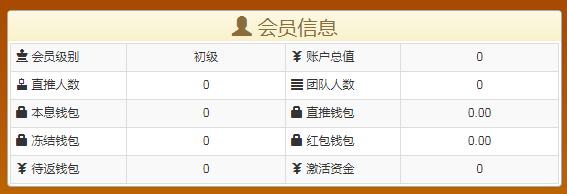 会员信息
会员级别 初级 账户总值 0
直推人数 0 团队人数 0
本息钱包 0 直推钱包 0.00
冻结钱包 0 红包钱包 0.00
待返钱包 0 激活资金 0